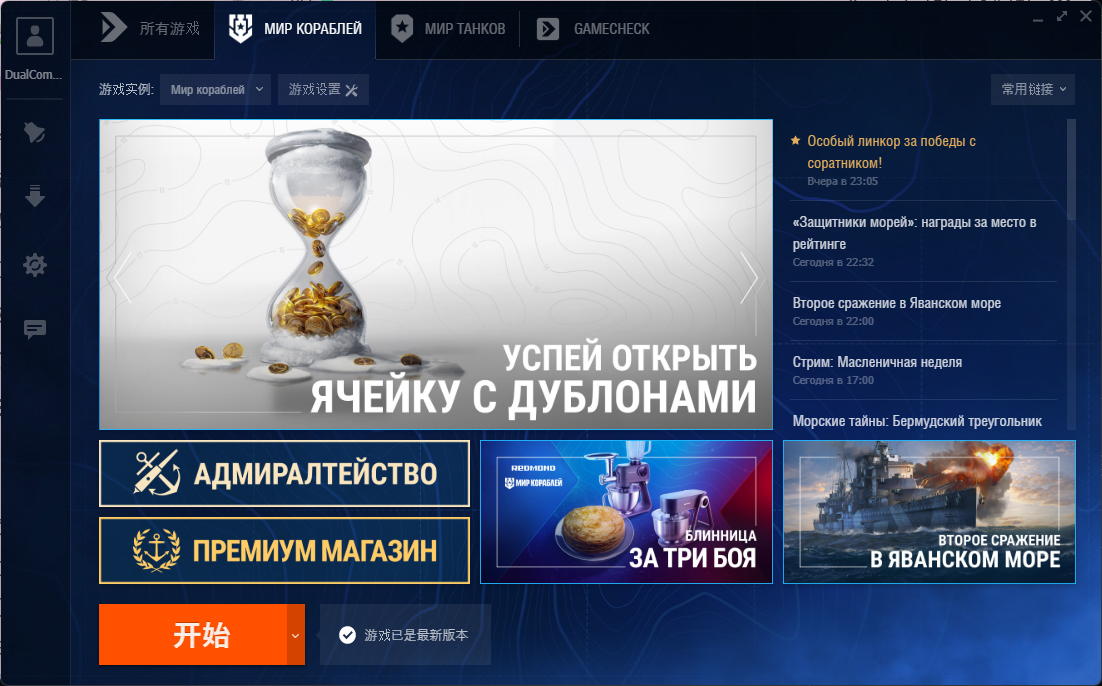 所有游戏
МИР КОРАБЛЕЙ
МИР ТАНКОВ
GAMECHECK
DualCom...
游戏实例:
Мир кораблей
游戏设置
常用链接
Особый линкор за победы с
соратником!
Вчера в 23:05
«Защитники морей»: награды за место в
рейтинге
Сегодня в 22:32
Второе сражение в Яванском море
Сегодня в 22:00
Стрим: Масленичная неделя
Сегодня в 17:00
Морские тайны: Бермудский треугольник
УСПЕЙ ОТКРЫТЬ
ЯЧЕЙКУ С ДУБЛОНАМИ
АДМИРАЛТЕЙСТВО
ПРЕМИУМ МАГАЗИН
REDMOND
МИР КОРАБЛЕЙ
БЛИННИЦА
ЗА ТРИ БОЯ
ВТОРОЕ СРАЖЕНИЕ
В ЯВАНСКОМ МОРЕ
开始
游戏已是最新版本